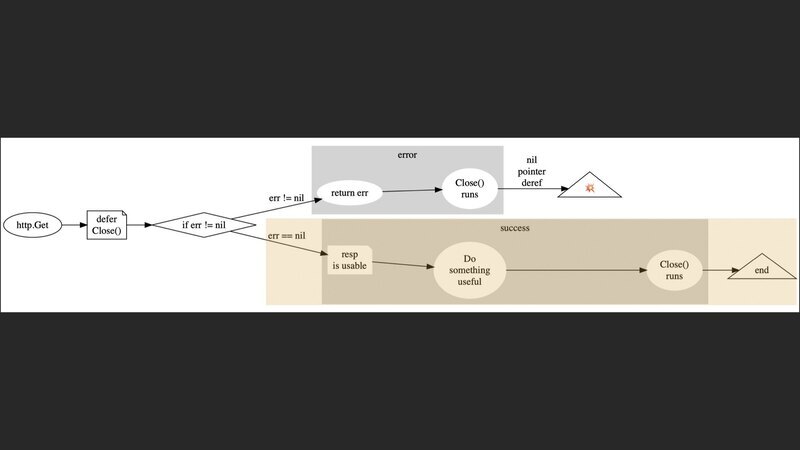 http.Get
defer
Close()
if err != nil
err != nil
error
return err
Close()
runs
nil
pointer
deref
err == nil
success
resp
is usable
Do
something
useful
Close()
runs
end